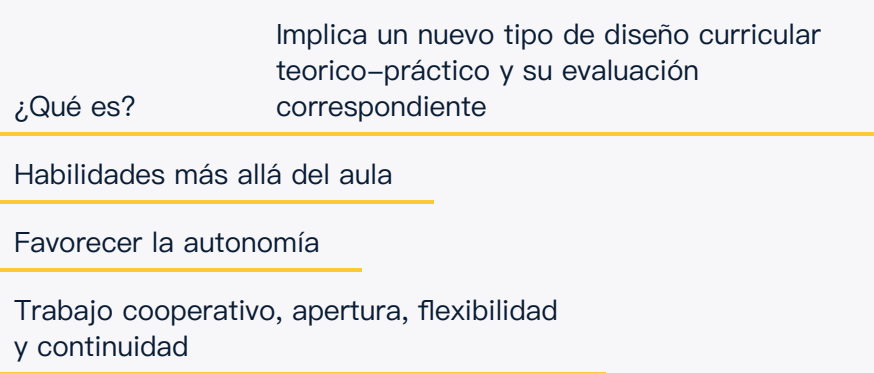 Implica un nuevo tipo de diseño curricular
teorico-práctico y su evaluación
¿Qué es? correspondiente
Habilidades más allá del aula
Favorecer la autonomía
Trabajo cooperativo, apertura, flexibilidad
y continuidad